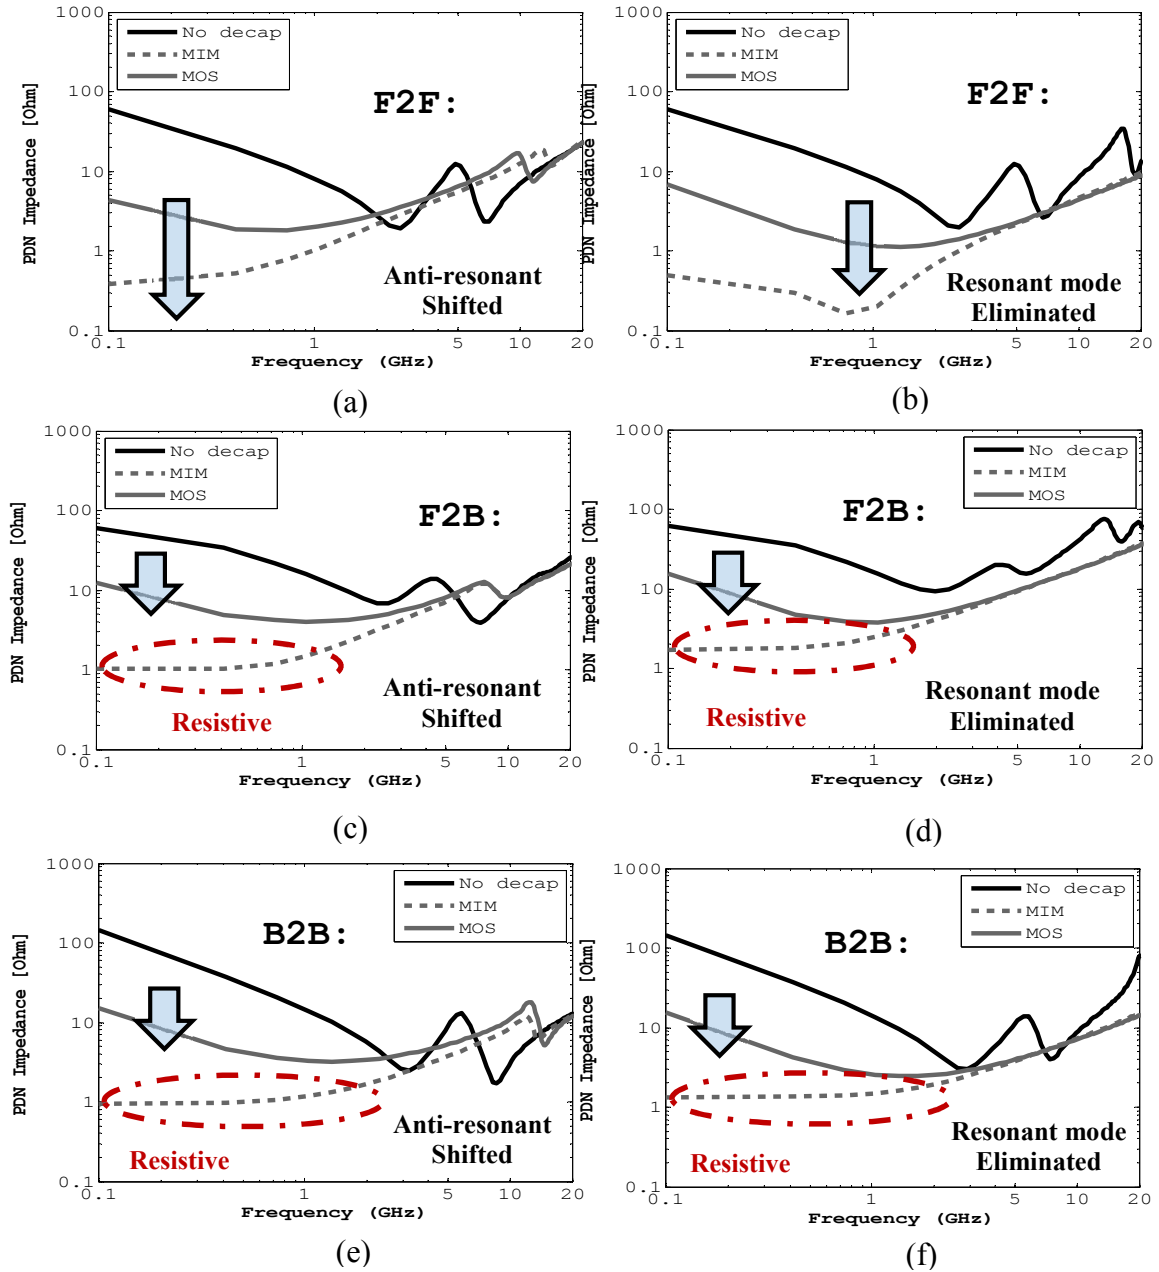 1000
100
10
1
0.1
PDN Impedance [Ohm]
No decap
MIM
MOS
F2F:
Anti-resonant
Shifted
0.1
1
5
10
20
Frequency (GHz)
(a)
1000
100
10
1
0.1
PDN Impedance [Ohm]
No decap
MIM
MOS
F2F:
Resonant mode
Eliminated
0.1
1
5
10
20
Frequency (GHz)
(b)
1000
100
10
1
0.1
PDN Impedance [Ohm]
No decap
MIM
MOS
F2B:
Anti-resonant
Shifted
Resistive
0.1
1
5
10
20
Frequency (GHz)
(c)
1000
100
10
1
0.1
PDN Impedance [Ohm]
No decap
MIM
MOS
F2B:
Resonant mode
Eliminated
Resistive
0.1
1
5
10
20
Frequency (GHz)
(d)
1000
100
10
1
0.1
PDN Impedance [Ohm]
No decap
MIM
MOS
B2B:
Anti-resonant
Shifted
Resistive
0.1
1
5
10
20
Frequency (GHz)
(e)
1000
100
10
1
0.1
PDN Impedance [Ohm]
No decap
MIM
MOS
B2B:
Resonant mode
Eliminated
Resistive
0.1
1
5
10
20
Frequency (GHz)
(f)